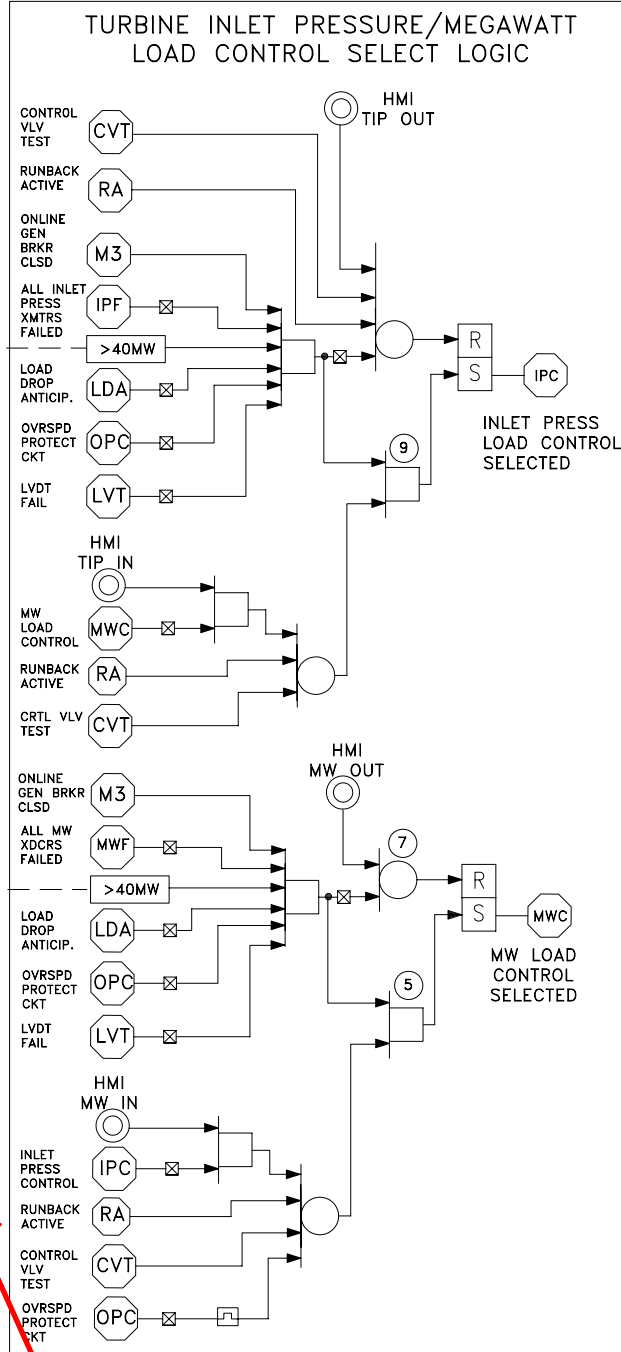 TURBINE INLET PRESSURE/MEGAWATT
LOAD CONTROL SELECT LOGIC
HMI
TIP OUT
CONTROL
VLV
TEST
CVT
RUNBACK
ACTIVE
RA
ONLINE
GEN
BRKR
CLSD
M3
ALL INLET
PRESS
XMTRS
FAILED
IPF
>40MW
LOAD
DROP
ANTICIP.
LDA
OVRSPD
PROTECT
CKT
OPC
LVDT
FAIL
LVT
R
S
IPC
INLET PRESS
LOAD CONTROL
SELECTED
9
HMI
TIP IN
MW
LOAD
CONTROL
MWC
RUNBACK
ACTIVE
RA
CRTL VLV
TEST
CVT
HMI
MW OUT
ONLINE
GEN BRKR
CLSD
M3
ALL MW
XDCRS
FAILED
MWF
>40MW
LOAD
DROP
ANTICIP.
LDA
OVRSPD
PROTECT
CKT
OPC
LVDT
FAIL
LVT
7
R
S
MWC
MW LOAD
CONTROL
SELECTED
5
HMI
MW IN
INLET
PRESS
CONTROL
IPC
RUNBACK
ACTIVE
RA
CONTROL
VLV
TEST
CVT
OVRSPD
PROTECT
CKT
OPC